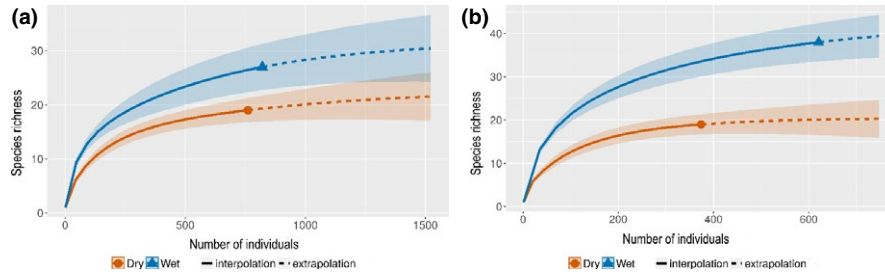 (a)
Species richness
30
20
10
0
0 500 1000 1500
Number of individuals
Dry Wet interpolation extrapolation
(b)
Species richness
40
30
20
10
0
0 200 400 600
Number of individuals
Dry Wet interpolation extrapolation